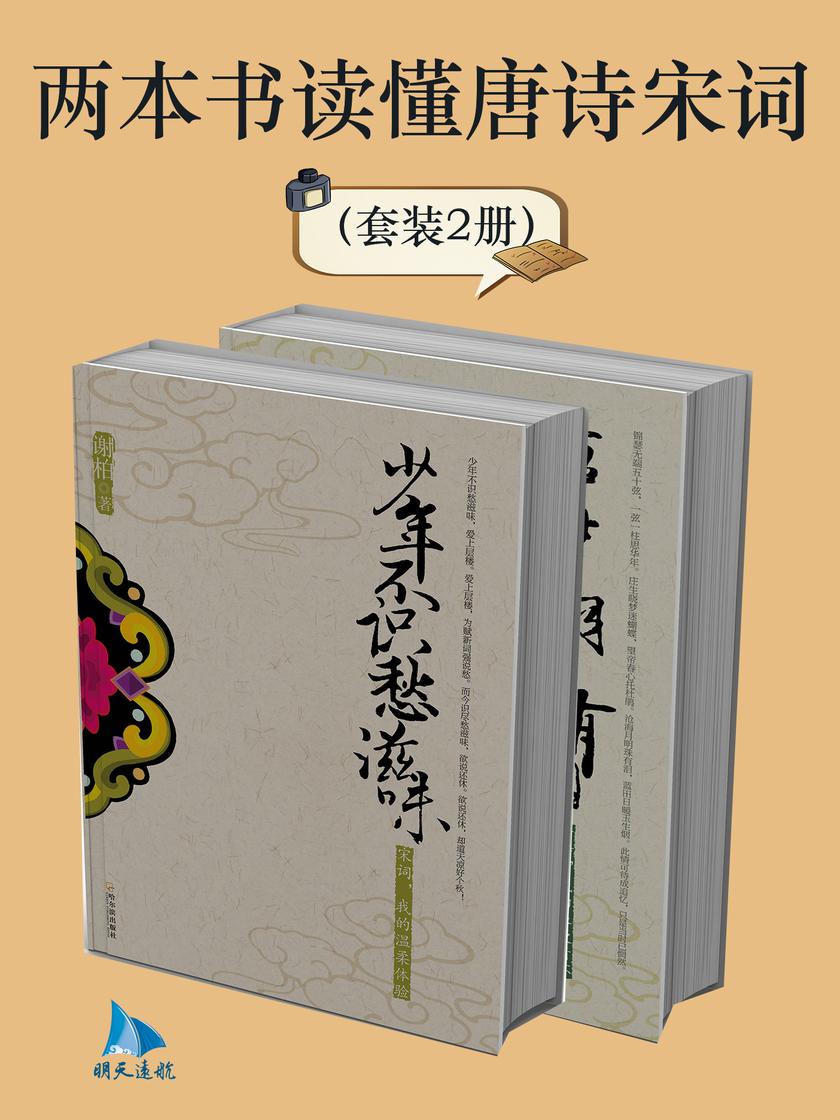 两本书读懂唐诗宋词
(套装2册)
谢柏 著
少年不识愁滋味
少年不识愁滋味，爱上层楼。爱上层楼，为赋新词强说愁。而今识尽愁滋味，欲说还休。欲说还休，却道天凉好个秋！
宋词，我的温柔体验
哈尔滨出版社
锦瑟无端五十弦，一弦一柱思华年。庄生晓梦迷蝴蝶，望帝春心托杜鹃。沧海月明珠有泪，蓝田日暖玉生烟。此情可待成追忆，只是当时已惘然。
明天遠航